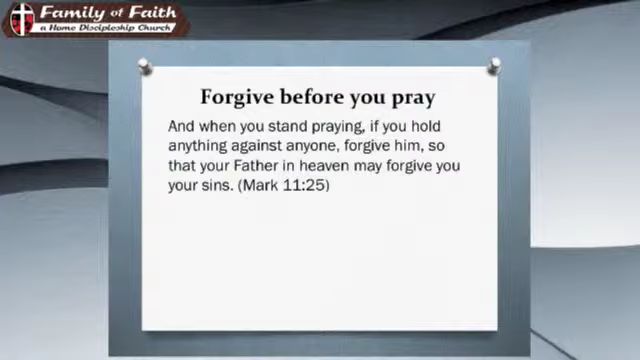 Family of Faith
a Home Discipleship Church
Forgive before you pray
And when you stand praying, if you hold
anything against anyone, forgive him, so
that your Father in heaven may forgive you
your sins. (Mark 11:25)